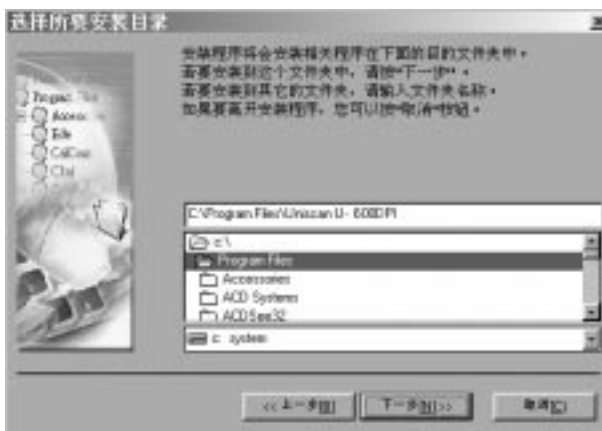 选择所要安装目录
安装程序将会安装相关程序在下面的目的文件夹中。
若要安装到这个文件夹中，请按“下一步”。
若要安装到其它的文件夹，请输入文件夹名称。
如果要离开安装程序，您可以按“取消”按钮。
Program Files
C:\Program Files\Uniscan U- 600DPI
c:\
Program Files
Accessories
ACD Systems
ACDSee32
c: system
<< 上一步(B)
下一步(N) >>
取消(C)